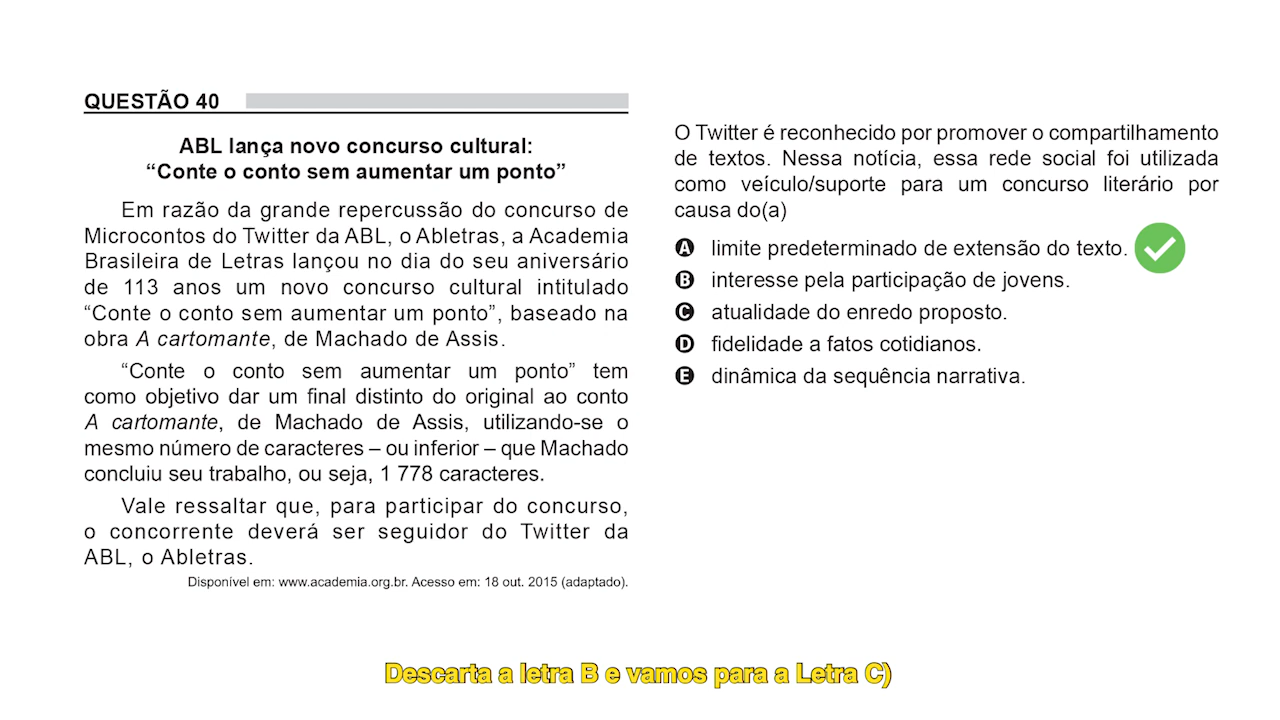 QUESTÃO 40
ABL lança novo concurso cultural:
“Conte o conto sem aumentar um ponto”
Em razão da grande repercussão do concurso de
Microcontos do Twitter da ABL, o Abletras, a Academia
Brasileira de Letras lançou no dia do seu aniversário
de 113 anos um novo concurso cultural intitulado
“Conte o conto sem aumentar um ponto”, baseado na
obra A cartomante, de Machado de Assis.
“Conte o conto sem aumentar um ponto” tem
como objetivo dar um final distinto do original ao conto
A cartomante, de Machado de Assis, utilizando-se o
mesmo número de caracteres – ou inferior – que Machado
concluiu seu trabalho, ou seja, 1 778 caracteres.
Vale ressaltar que, para participar do concurso,
o concorrente deverá ser seguidor do Twitter da
ABL, o Abletras.
Disponível em: www.academia.org.br. Acesso em: 18 out. 2015 (adaptado).
O Twitter é reconhecido por promover o compartilhamento
de textos. Nessa notícia, essa rede social foi utilizada
como veículo/suporte para um concurso literário por
causa do(a)
A limite predeterminado de extensão do texto.
B interesse pela participação de jovens.
C atualidade do enredo proposto.
D fidelidade a fatos cotidianos.
E dinâmica da sequência narrativa.
Descarta a letra B e vamos para a Letra C)